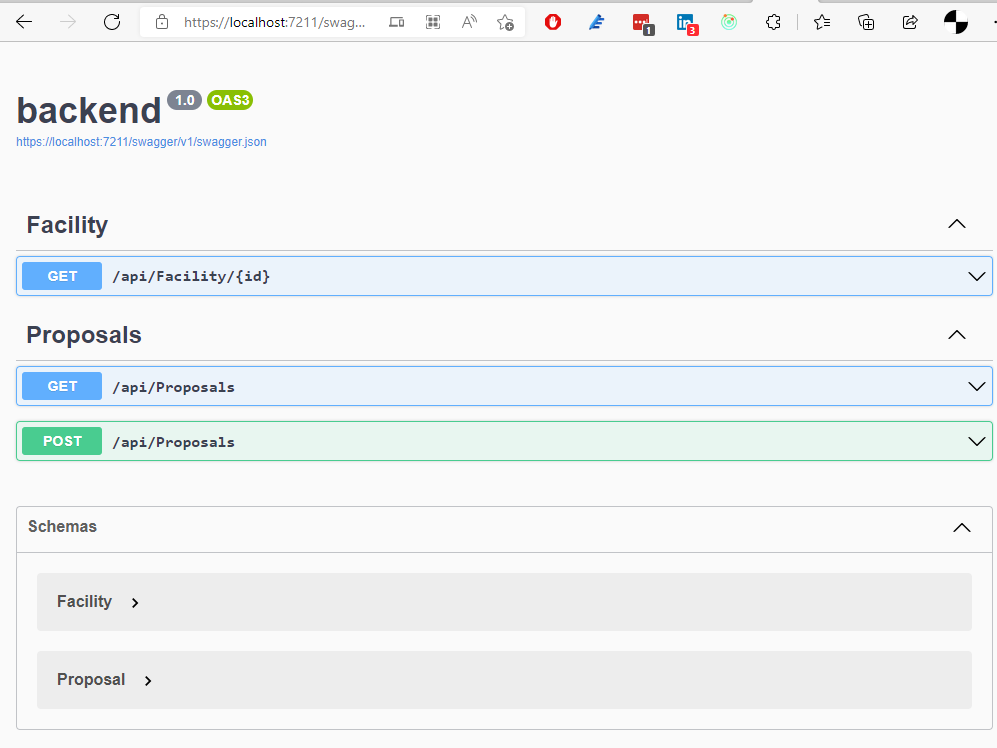 https://localhost:7211/swag...
1
3
backend 1.0 OAS3
https://localhost:7211/swagger/v1/swagger.json
Facility
GET /api/Facility/{id}
Proposals
GET /api/Proposals
POST /api/Proposals
Schemas
Facility
Proposal